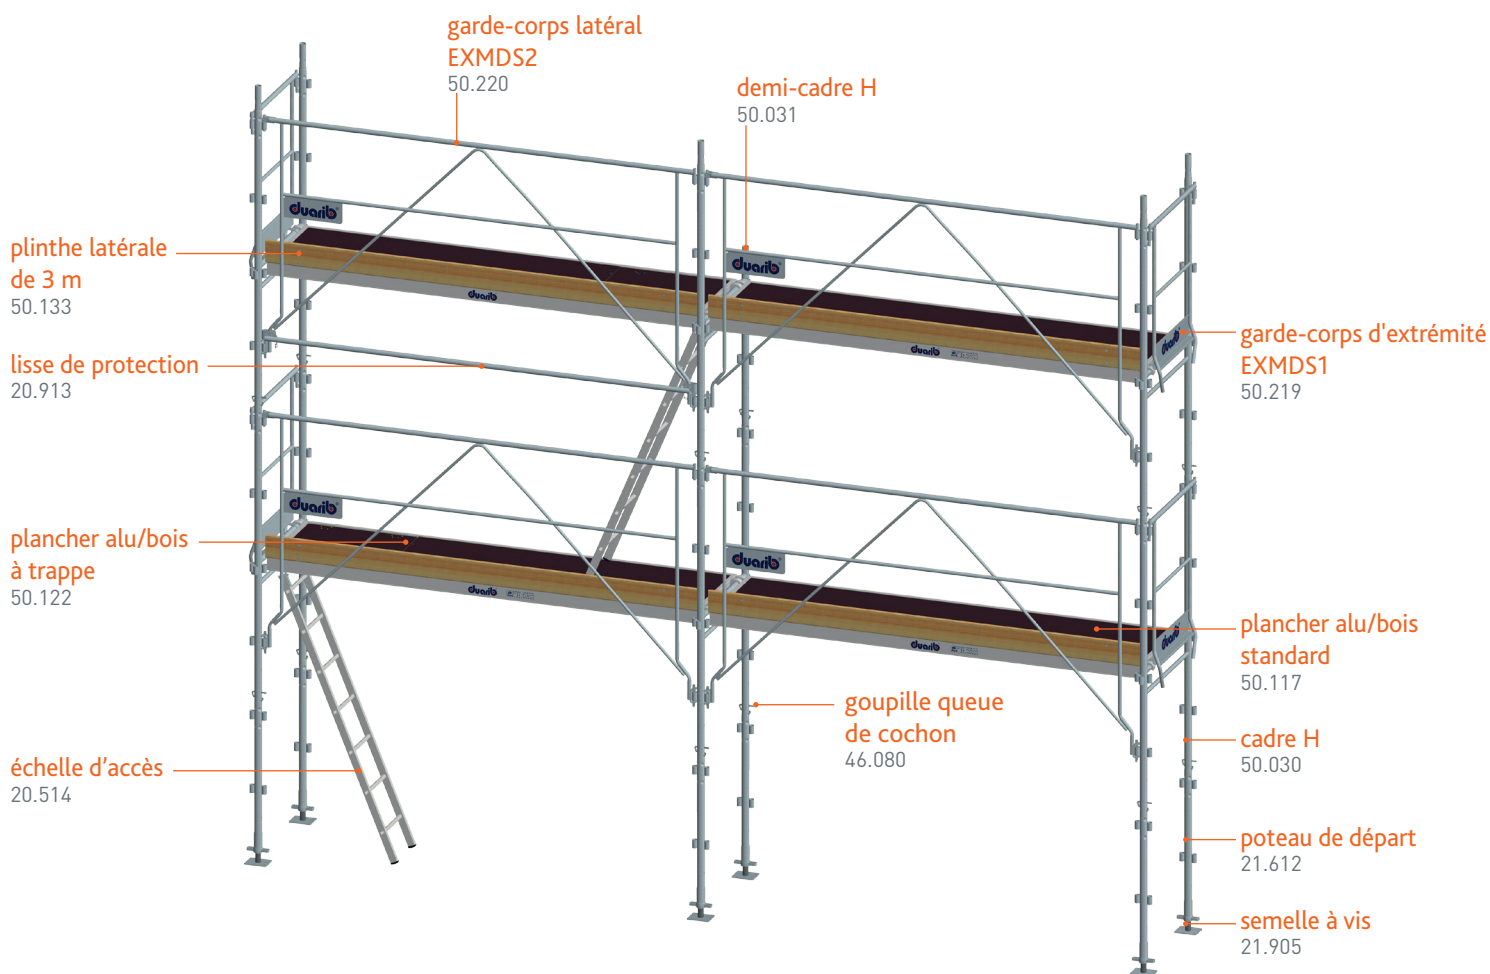 garde-corps latéral
EXMDS2
50.220
demi-cadre H
50.031
duarib
plinthe latérale
de 3 m
50.133
duarib
duarib
duarib
duarib
garde-corps d'extrémité
EXMDS1
50.219
lisse de protection
20.913
duarib
plancher alu/bois
à trappe
50.122
duarib
duarib
duarib
duarib
plancher alu/bois
standard
50.117
goupille queue
de cochon
46.080
cadre H
50.030
échelle d'accès
20.514
poteau de départ
21.612
semelle à vis
21.905